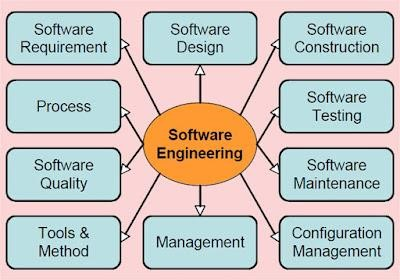 Software
Requirement
Software
Design
Software
Construction
Process
Software
Engineering
Software
Testing
Software
Quality
Software
Maintenance
Tools &
Method
Management
Configuration
Management